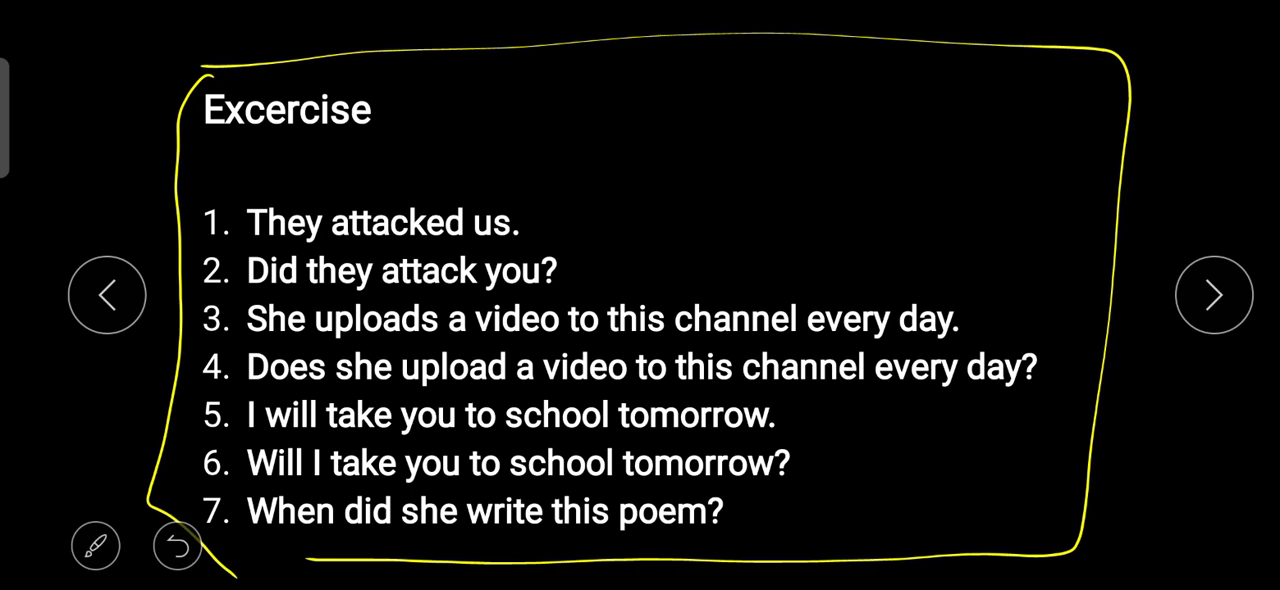 Excercise
1. They attacked us.
2. Did they attack you?
3. She uploads a video to this channel every day.
4. Does she upload a video to this channel every day?
5. I will take you to school tomorrow.
6. Will I take you to school tomorrow?
7. When did she write this poem?